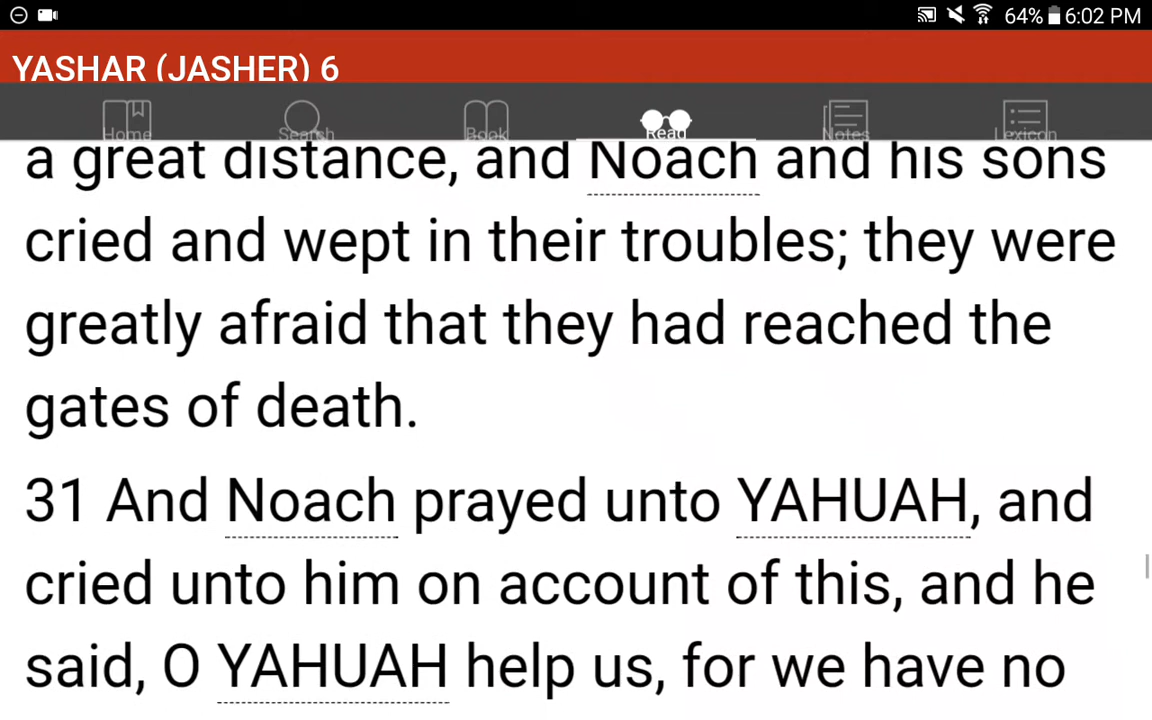 64% 6:02 PM
YASHAR (JASHER) 6
Home Search Book Read Notes Lexicon
a great distance, and Noach and his sons
cried and wept in their troubles; they were
greatly afraid that they had reached the
gates of death.
31 And Noach prayed unto YAHUAH, and
cried unto him on account of this, and he
said, O YAHUAH help us, for we have no